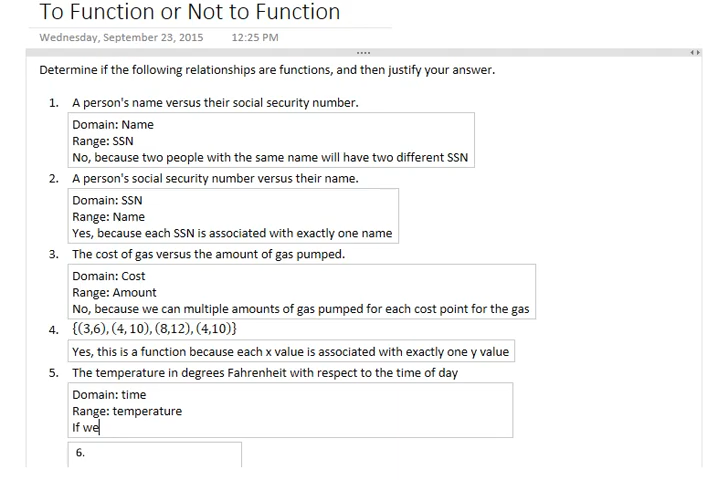 To Function or Not to Function
Wednesday, September 23, 2015 12:25 PM
Determine if the following relationships are functions, and then justify your answer.
1. A person's name versus their social security number.
Domain: Name
Range: SSN
No, because two people with the same name will have two different SSN
2. A person's social security number versus their name.
Domain: SSN
Range: Name
Yes, because each SSN is associated with exactly one name
3. The cost of gas versus the amount of gas pumped.
Domain: Cost
Range: Amount
No, because we can multiple amounts of gas pumped for each cost point for the gas
4. {(3,6), (4, 10), (8,12), (4,10)}
Yes, this is a function because each x value is associated with exactly one y value
5. The temperature in degrees Fahrenheit with respect to the time of day
Domain: time
Range: temperature
If we
6.